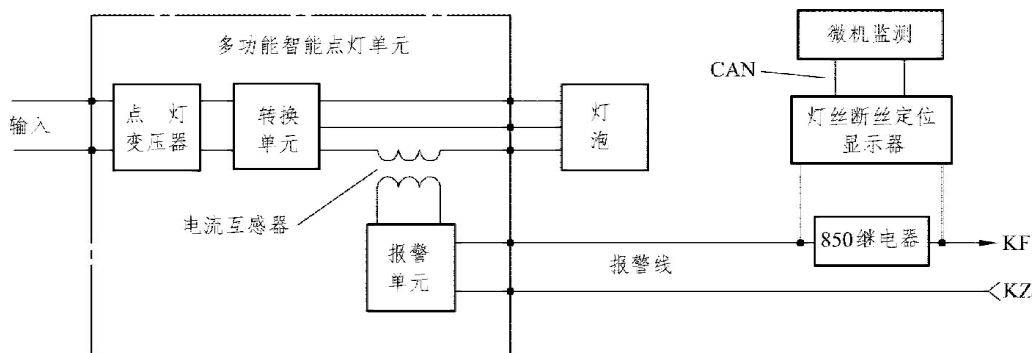 多功能智能点灯单元
微机监测
CAN
输入
点 灯
变压器
转换
单元
灯
泡
灯丝断丝定位
显示器
电流互感器
报警
单元
报警线
850继电器
KF
KZ